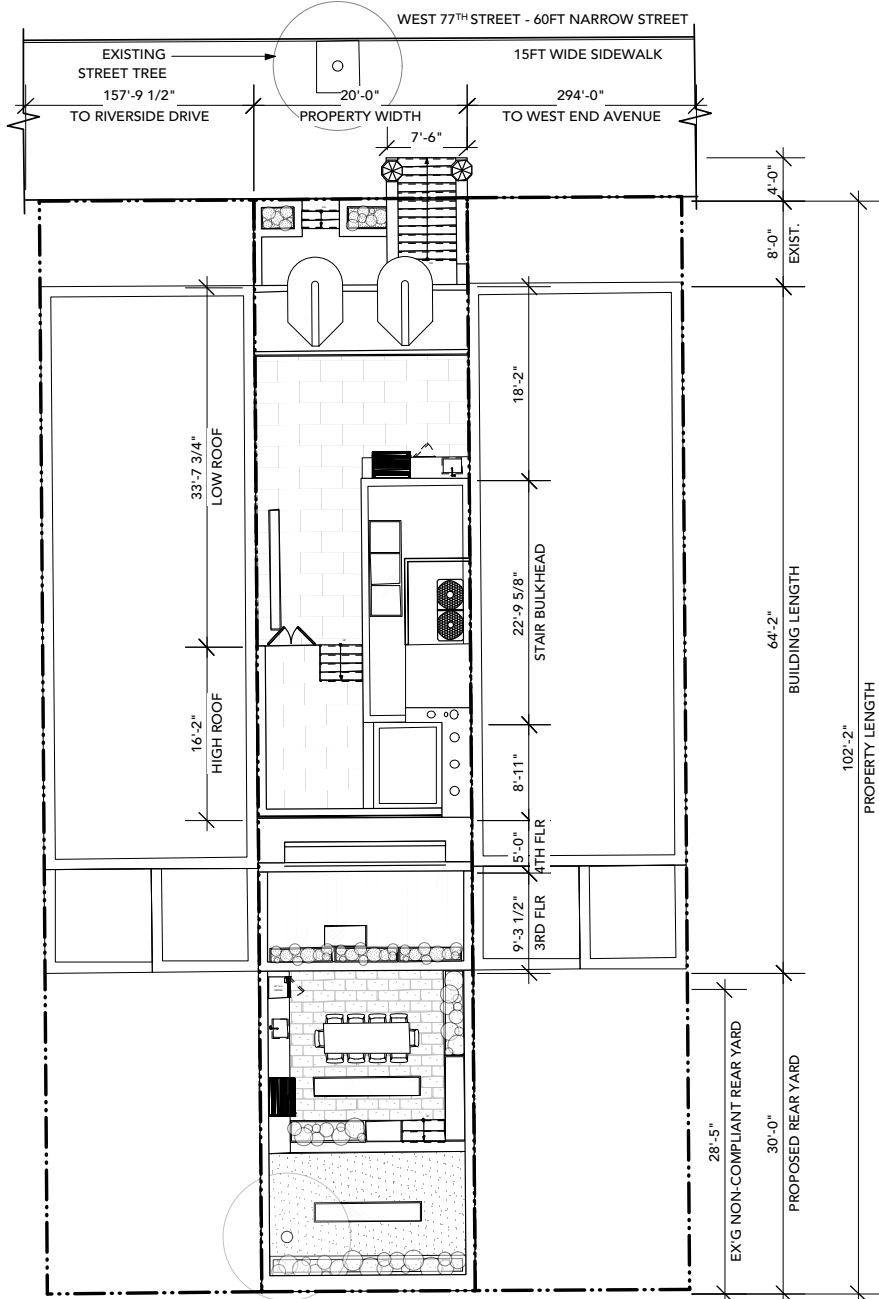 WEST 77TH STREET - 60FT NARROW STREET
EXISTING
STREET TREE
15FT WIDE SIDEWALK
157'-9 1/2"
TO RIVERSIDE DRIVE
20'-0"
PROPERTY WIDTH
294'-0"
TO WEST END AVENUE
7'-6"
4'-0"
8'-0"
EXIST.
18'-2"
33'-7 3/4"
LOW ROOF
22'-9 5/8"
STAIR BULKHEAD
64'-2"
BUILDING LENGTH
102'-2"
PROPERTY LENGTH
16'-2"
HIGH ROOF
8'-11"
5'-0"
4TH FLR
9'-3 1/2"
3RD FLR
28'-5"
EX'G NON-COMPLIANT REAR YARD
30'-0"
PROPOSED REAR YARD